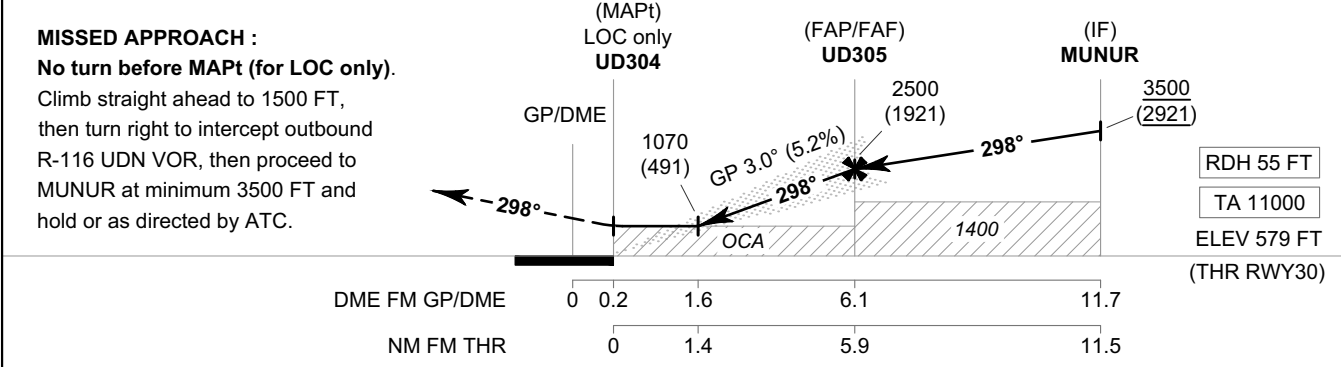 MISSED APPROACH :
No turn before MAPt (for LOC only).
Climb straight ahead to 1500 FT,
then turn right to intercept outbound
R-116 UDN VOR, then proceed to
MUNUR at minimum 3500 FT and
hold or as directed by ATC.
(MAPt)
LOC only
UD304
(FAP/FAF)
UD305
(IF)
MUNUR
GP/DME
1070
(491)
GP 3.0° (5.2%)
2500
(1921)
3500
(2921)
298°
298°
298°
OCA
1400
RDH 55 FT
TA 11000
ELEV 579 FT
(THR RWY30)
DME FM GP/DME 0 0.2 1.6 6.1 11.7
NM FM THR 0 1.4 5.9 11.5